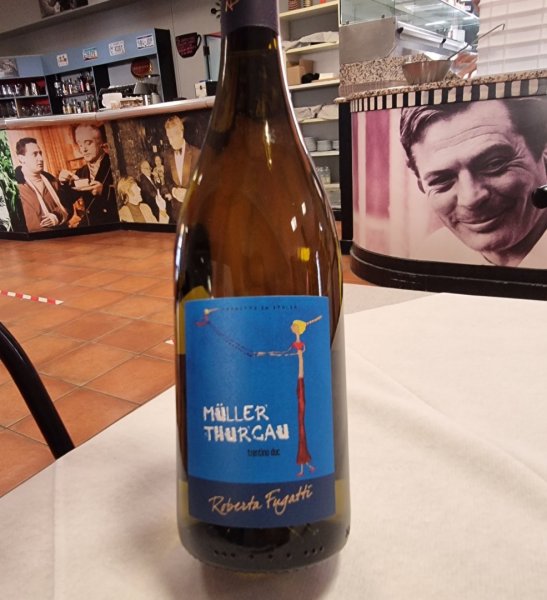 MÜLLER
THURGAU
trentino doc
Roberta Fugatti